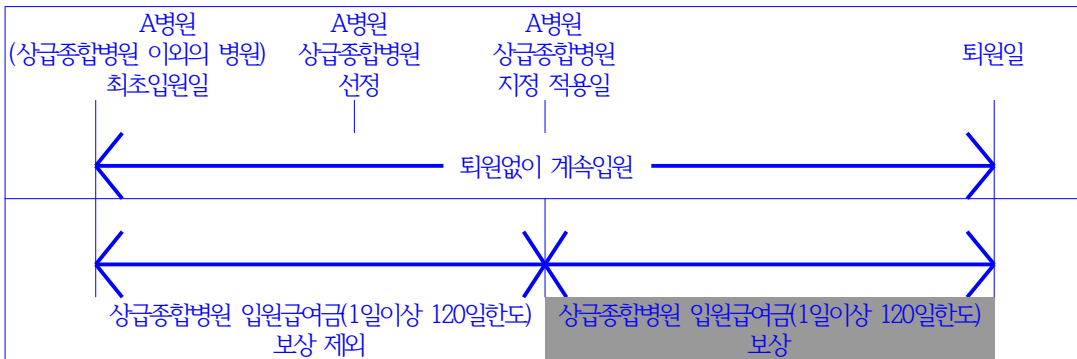 A병원
(상급종합병원 이외의 병원)
최초입원일
A병원
상급종합병원
선정
A병원
상급종합병원
지정 적용일
퇴원일
퇴원없이 계속입원
상급종합병원 입원급여금(1일이상 120일한도)
보상 제외
상급종합병원 입원급여금(1일이상 120일한도)
보상